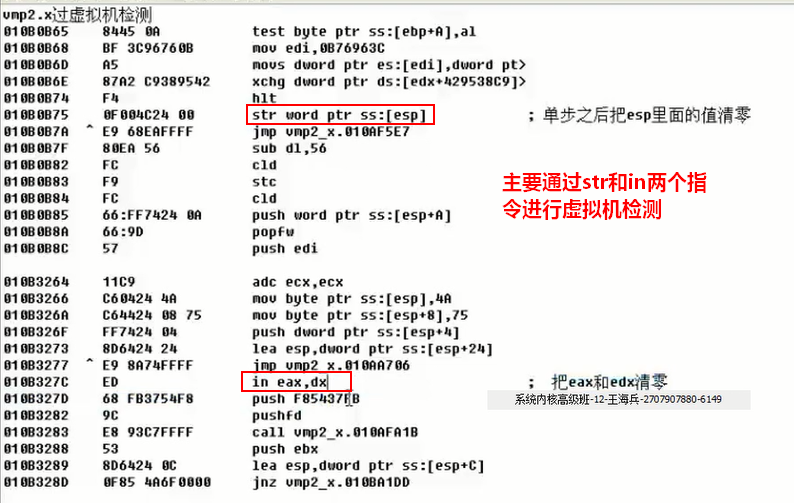 vmp2.x过虚拟机检测
010B0B65 8445 0A test byte ptr ss:[ebp+A],al
010B0B68 BF 3C96760B mov edi,0B76963C
010B0B6D A5 movs dword ptr es:[edi],dword pt>
010B0B6E 87A2 C9389542 xchg dword ptr ds:[edx+429538C9]>
010B0B74 F4 hlt
010B0B75 0F004C24 00 str word ptr ss:[esp] ; 单步之后把esp里面的值清零
010B0B7A ^ E9 68EAFFFF jmp vmp2_x.010AF5E7
010B0B7F 80EA 56 sub dl,56
010B0B82 FC cld
010B0B83 F9 stc
010B0B84 FC cld
010B0B85 66:FF7424 0A push word ptr ss:[esp+A]
010B0B8A 66:9D popfw
010B0B8C 57 push edi
主要通过str和in两个指
令进行虚拟机检测
010B3264 11C9 adc ecx,ecx
010B3266 C60424 4A mov byte ptr ss:[esp],4A
010B326A C64424 08 75 mov byte ptr ss:[esp+8],75
010B326F FF7424 04 push dword ptr ss:[esp+4]
010B3273 8D6424 24 lea esp,dword ptr ss:[esp+24]
010B3277 ^ E9 8A74FFFF jmp vmp2_x.010AA706
010B327C ED in eax,dx ; 把eax和edx清零
010B327D 68 FB3754F8 push F85437FB
系统内核高级班-12-王海兵-2707907880-6149
010B3282 9C pushfd
010B3283 E8 93C7FFFF call vmp2_x.010AFA1B
010B3288 53 push ebx
010B3289 8D6424 0C lea esp,dword ptr ss:[esp+C]
010B328D 0F85 4A6F0000 jnz vmp2_x.010BA1DD